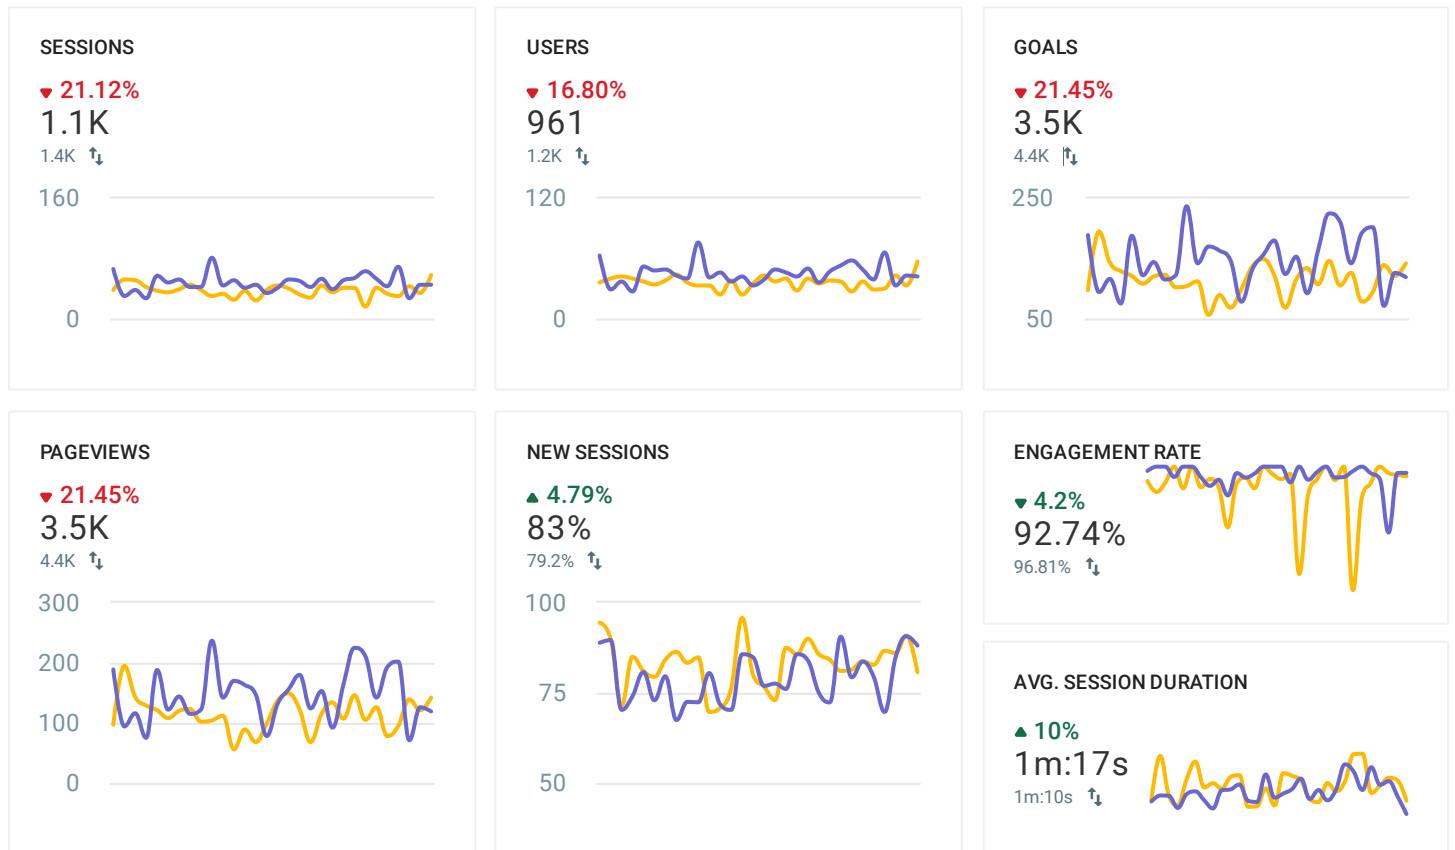 SESSIONS
21.12%
1.1K
1.4K
160
0
USERS
16.80%
961
1.2K
120
0
GOALS
21.45%
3.5K
4.4K
250
50
PAGEVIEWS
21.45%
3.5K
4.4K
300
200
100
0
NEW SESSIONS
4.79%
83%
79.2%
100
75
50
ENGAGEMENT RATE
4.2%
92.74%
96.81%
AVG. SESSION DURATION
10%
1m:17s
1m:10s